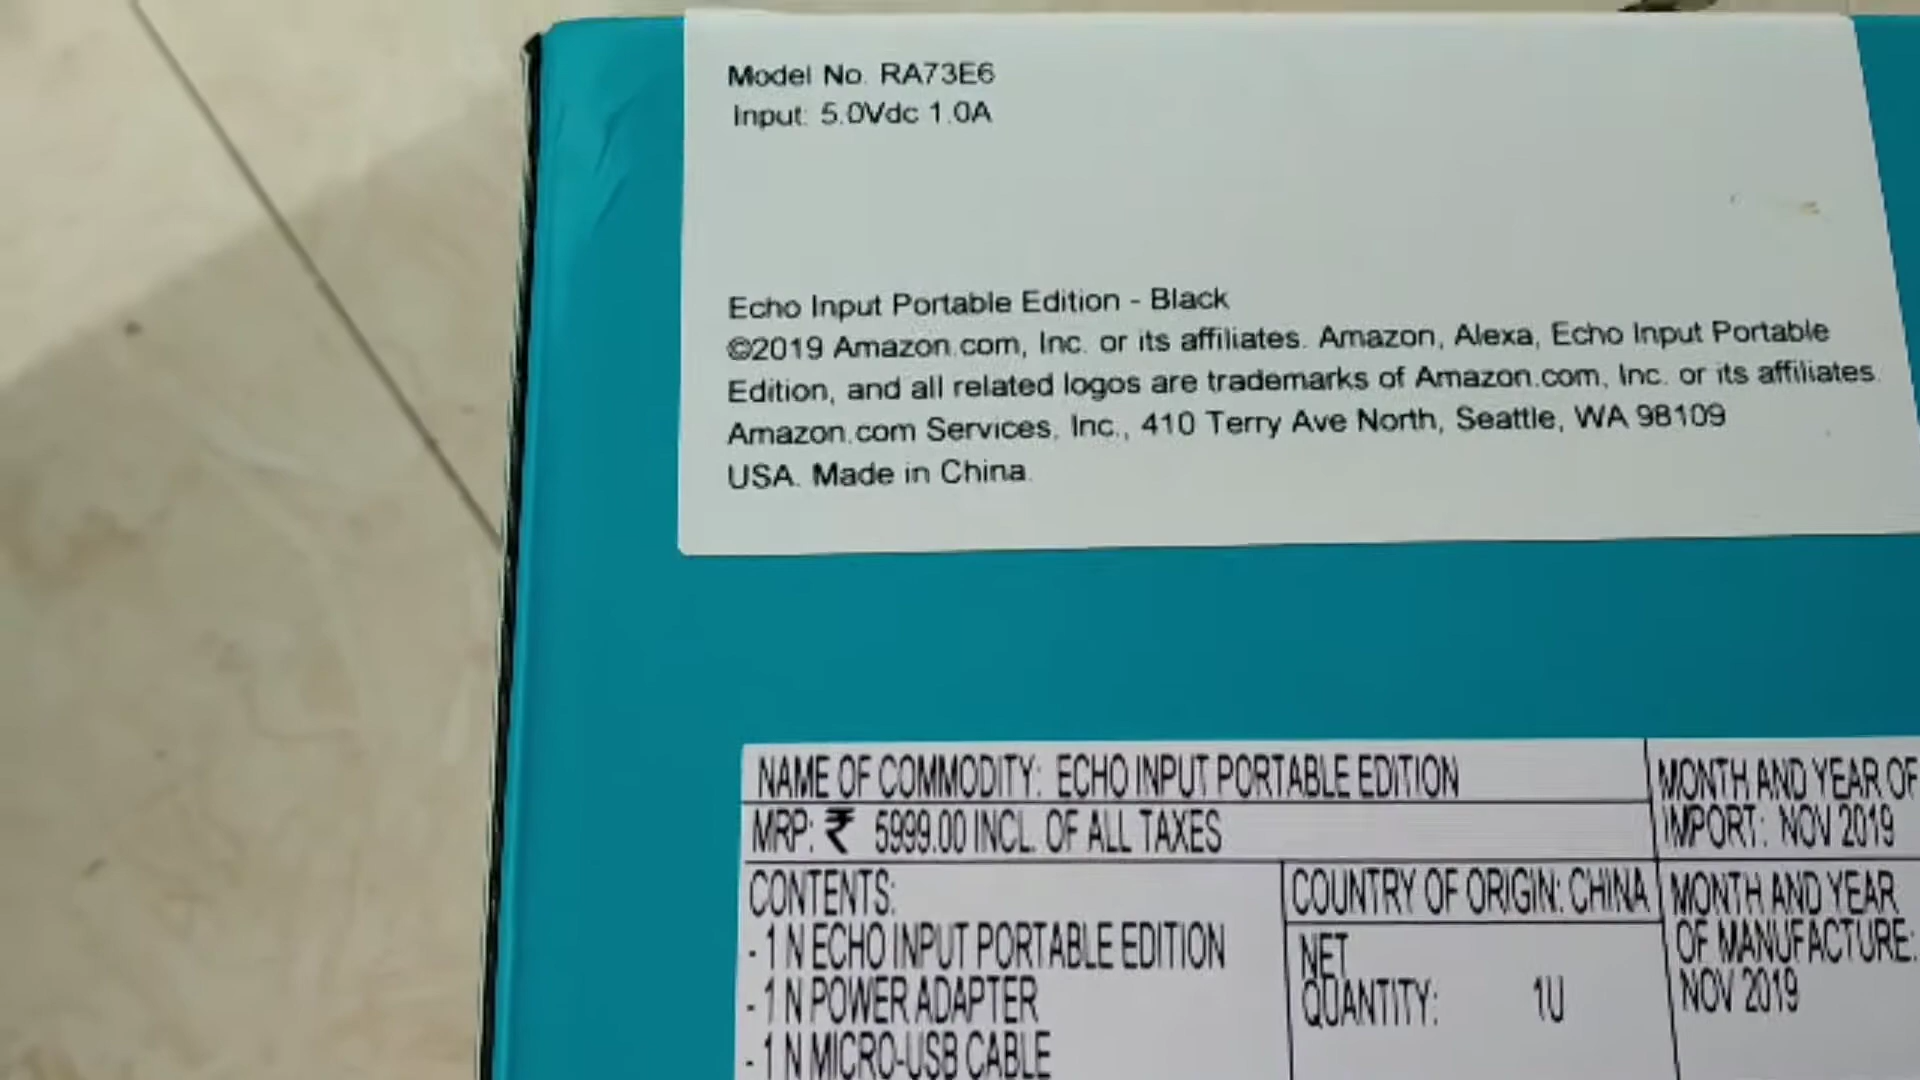 Model No. RA73E6
Input: 5.0Vdc 1.0A
Echo Input Portable Edition - Black
©2019 Amazon.com, Inc. or its affiliates. Amazon, Alexa, Echo Input Portable
Edition, and all related logos are trademarks of Amazon.com, Inc. or its affiliates.
Amazon.com Services, Inc., 410 Terry Ave North, Seattle, WA 98109
USA. Made in China.
NAME OF COMMODITY: ECHO INPUT PORTABLE EDITION
MRP: ₹ 5999.00 INCL. OF ALL TAXES
MONTH AND YEAR OF
IMPORT: NOV 2019
CONTENTS:
- 1 N ECHO INPUT PORTABLE EDITION
- 1 N POWER ADAPTER
- 1 N MICRO-USB CABLE
COUNTRY OF ORIGIN: CHINA
NET
QUANTITY: 1U
MONTH AND YEAR
OF MANUFACTURE:
NOV 2019